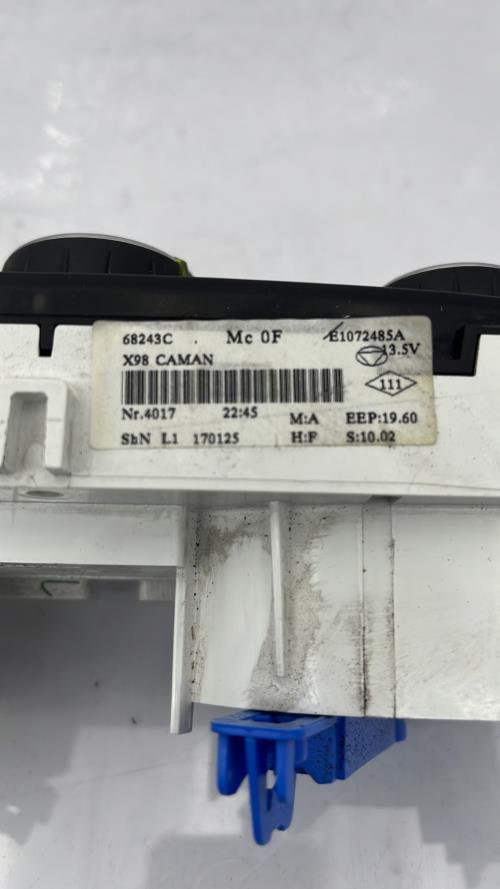 68243C Mc 0F E1072485A
X98 CAMAN 13.5V
111
Nr.4017 22:45 M:A EEP:19.60
ShN L1 170125 H:F S:10.02